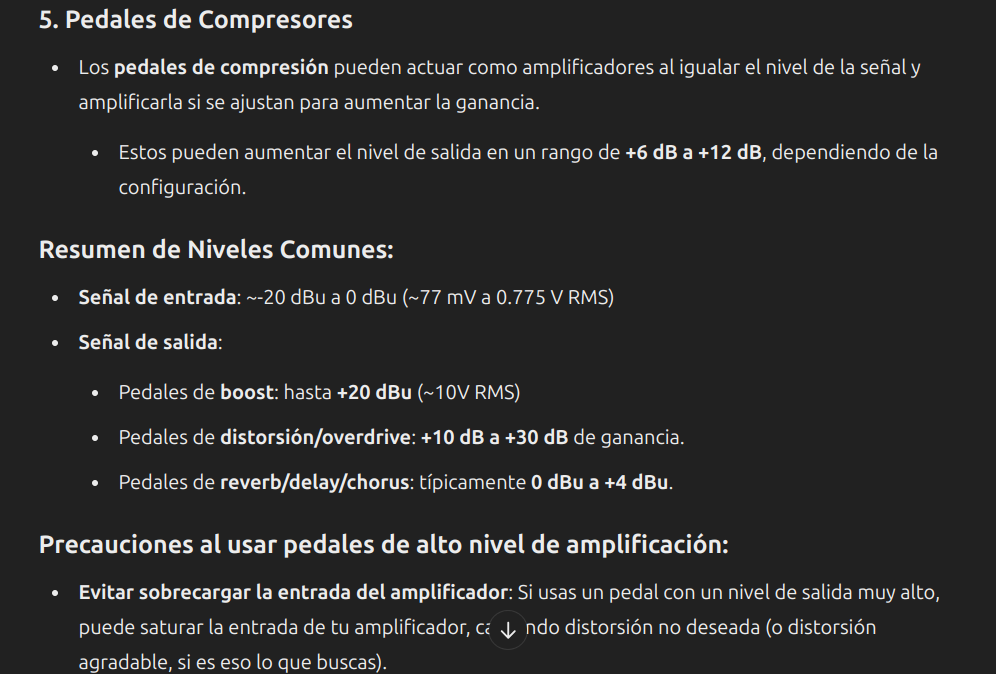 5. Pedales de Compresores
Los pedales de compresión pueden actuar como amplificadores al igualar el nivel de la señal y
amplificarla si se ajustan para aumentar la ganancia.
Estos pueden aumentar el nivel de salida en un rango de +6 dB a +12 dB, dependiendo de la
configuración.
Resumen de Niveles Comunes:
Señal de entrada: ~-20 dBu a 0 dBu (~77 mV a 0.775 V RMS)
Señal de salida:
Pedales de boost: hasta +20 dBu (~10V RMS)
Pedales de distorsión/overdrive: +10 dB a +30 dB de ganancia.
Pedales de reverb/delay/chorus: típicamente 0 dBu a +4 dBu.
Precauciones al usar pedales de alto nivel de amplificación:
Evitar sobrecargar la entrada del amplificador: Si usas un pedal con un nivel de salida muy alto,
puede saturar la entrada de tu amplificador, distorsión no deseada (o distorsión
agradable, si es eso lo que buscas).